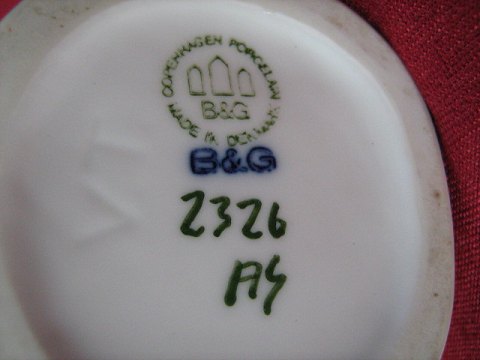 COPENHAGEN PORCELAIN
B&G
MADE IN DENMARK
B&G
2326
AS